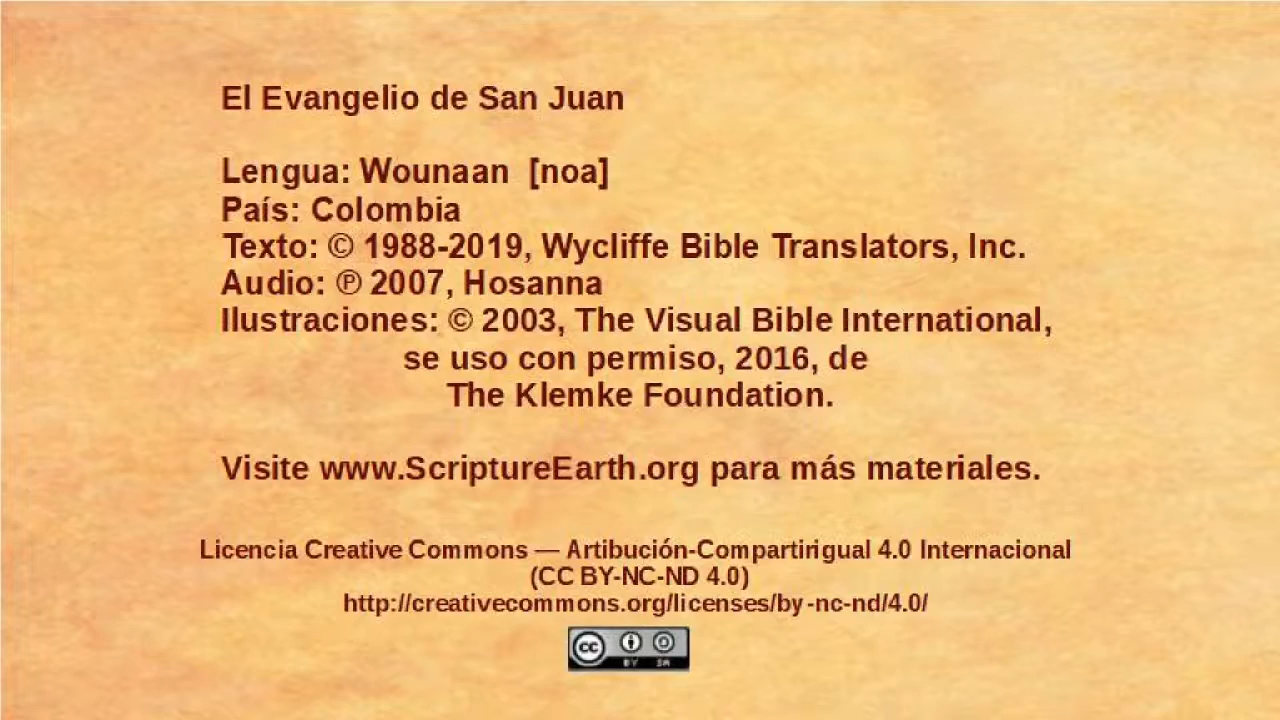 El Evangelio de San Juan
Lengua: Wounaan [noa]
País: Colombia
Texto: © 1988-2019, Wycliffe Bible Translators, Inc.
Audio: ℗ 2007, Hosanna
Ilustraciones: © 2003, The Visual Bible International,
se uso con permiso, 2016, de
The Klemke Foundation.
Visite www.ScriptureEarth.org para más materiales.
Licencia Creative Commons — Artibución-Compartirigual 4.0 Internacional
(CC BY-NC-ND 4.0)
http://creativecommons.org/licenses/by-nc-nd/4.0/
cc
BY SA